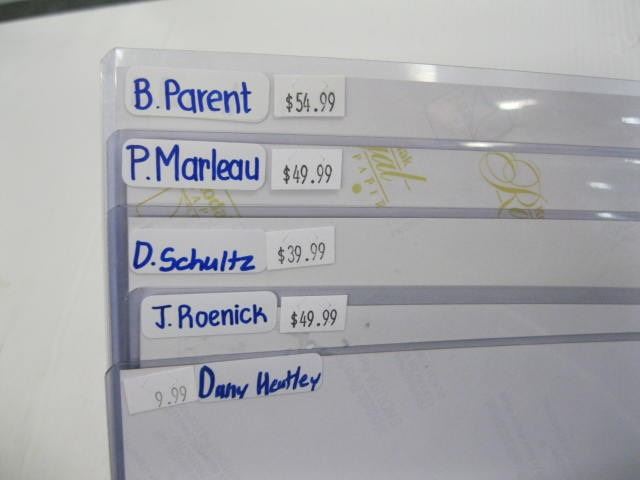 B. Parent $54.99
P. Marleau $49.99
D. Schultz $39.99
J. Roenick $49.99
9.99 Dany Heatley